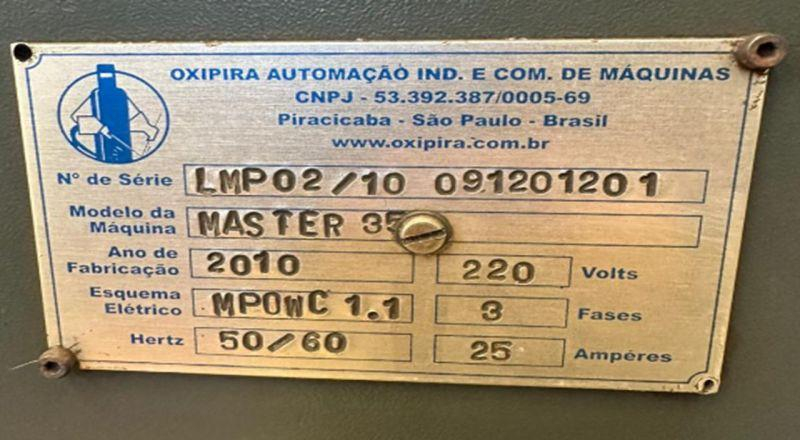 OXIPIRA AUTOMAÇÃO IND. E COM. DE MÁQUINAS
CNPJ - 53.392.387/0005-69
Piracicaba - São Paulo - Brasil
www.oxipira.com.br
Nº de Série LMP02/10 091201201
Modelo da Máquina MASTER 35
Ano de Fabricação 2010 220 Volts
Esquema Elétrico MPOWC 1.1 3 Fases
Hertz 50/60 25 Ampéres